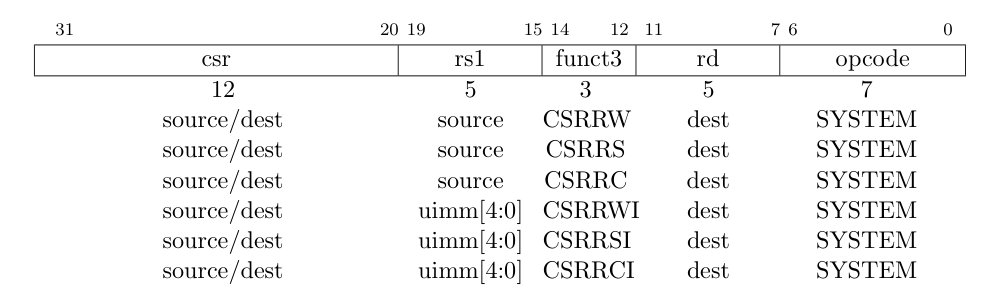 31 20 19 15 14 12 11 7 6 0
csr rs1 funct3 rd opcode
12 5 3 5 7
source/dest source CSRRW dest SYSTEM
source/dest source CSRRS dest SYSTEM
source/dest source CSRRC dest SYSTEM
source/dest uimm[4:0] CSRRWI dest SYSTEM
source/dest uimm[4:0] CSRRSI dest SYSTEM
source/dest uimm[4:0] CSRRCI dest SYSTEM